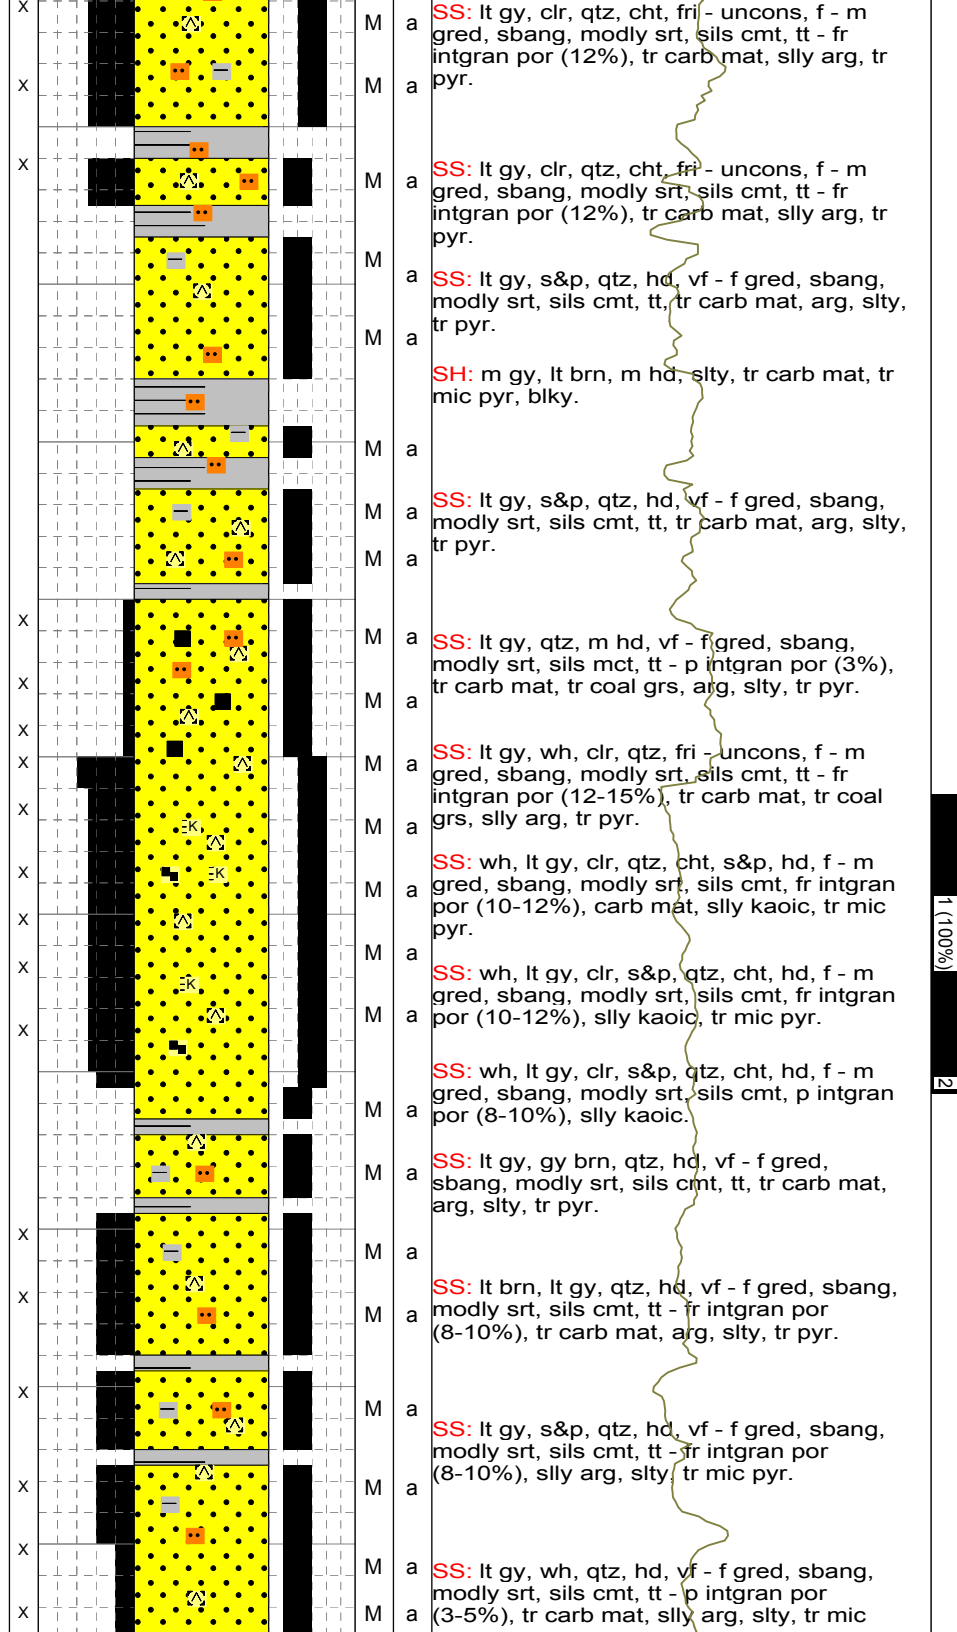 X
M a
SS: lt gy, clr, qtz, cht, fri - uncons, f - m
gred, sbang, modly srt, sils cmt, tt - fr
intgran por (12%), tr carb mat, slly arg, tr
pyr.
X
M a
X
M a
SS: lt gy, clr, qtz, cht, fri - uncons, f - m
gred, sbang, modly srt, sils cmt, tt - fr
intgran por (12%), tr carb mat, slly arg, tr
pyr.
M a
SS: lt gy, s&p, qtz, hd, vf - f gred, sbang,
modly srt, sils cmt, tt, tr carb mat, arg, slty,
tr pyr.
M a
SH: m gy, lt brn, m hd, slty, tr carb mat, tr
mic pyr, blky.
M a
SS: lt gy, s&p, qtz, hd, vf - f gred, sbang,
modly srt, sils cmt, tt, tr carb mat, arg, slty,
tr pyr.
M a
M a
X
M a
SS: lt gy, qtz, m hd, vf - f gred, sbang,
modly srt, sils mct, tt - p intgran por (3%),
tr carb mat, tr coal grs, arg, slty, tr pyr.
X
M a
X
X
M a
SS: lt gy, wh, clr, qtz, fri - uncons, f - m
gred, sbang, modly srt, sils cmt, tt - fr
intgran por (12-15%), tr carb mat, tr coal
grs, slly arg, tr pyr.
X
K
M a
X
K
M a
SS: wh, lt gy, clr, qtz, cht, s&p, hd, f - m
gred, sbang, modly srt, sils cmt, fr intgran
por (10-12%), carb mat, slly kaoic, tr mic
pyr.
1 (100%)
X
M a
X
K
SS: wh, lt gy, clr, s&p, qtz, cht, hd, f - m
gred, sbang, modly srt, sils cmt, fr intgran
por (10-12%), slly kaoic, tr mic pyr.
M a
X
SS: wh, lt gy, clr, s&p, qtz, cht, hd, f - m
gred, sbang, modly srt, sils cmt, p intgran
por (8-10%), slly kaoic.
2
M a
SS: lt gy, gy brn, qtz, hd, vf - f gred,
sbang, modly srt, sils cmt, tt, tr carb mat,
arg, slty, tr pyr.
M a
X
M a
SS: lt brn, lt gy, qtz, hd, vf - f gred, sbang,
modly srt, sils cmt, tt - fr intgran por
(8-10%), tr carb mat, arg, slty, tr pyr.
X
M a
X
M a
SS: lt gy, s&p, qtz, hd, vf - f gred, sbang,
modly srt, sils cmt, tt - fr intgran por
(8-10%), slly arg, slty, tr mic pyr.
X
M a
X
M a
SS: lt gy, wh, qtz, hd, vf - f gred, sbang,
modly srt, sils cmt, tt - p intgran por
(3-5%), tr carb mat, slly arg, slty, tr mic
X
M a